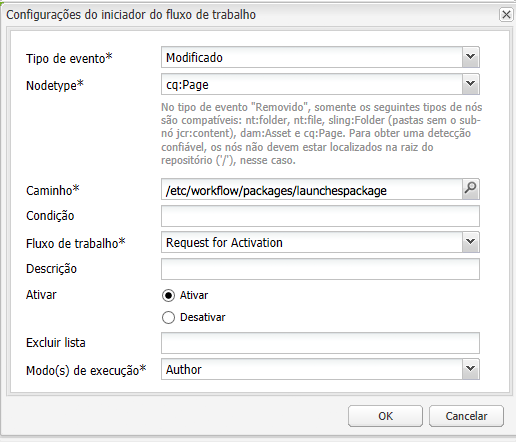 Configurações do iniciador do fluxo de trabalho
Tipo de evento* Modificado
Nodetype* cq:Page
No tipo de evento "Removido", somente os seguintes tipos de nós
são compatíveis: nt:folder, nt:file, sling:Folder (pastas sem o sub-
nó jcr:content), dam:Asset e cq:Page. Para obter uma detecção
confiável, os nós não devem estar localizados na raiz do
repositório ('/'), nesse caso.
Caminho* /etc/workflow/packages/launchespackage
Condição
Fluxo de trabalho* Request for Activation
Descrição
Ativar Ativar
Desativar
Excluir lista
Modo(s) de execução* Author
OK Cancelar